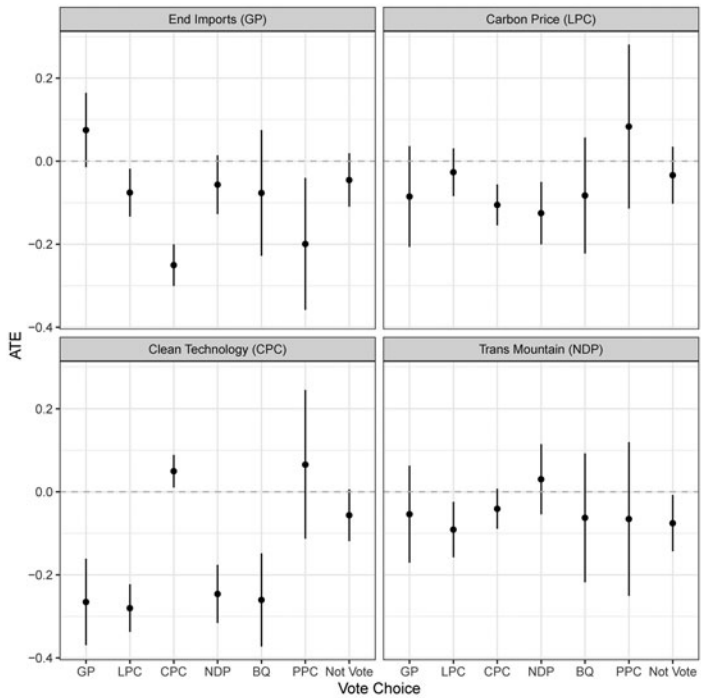 End Imports (GP) Carbon Price (LPC)
0.2
0.0
−0.2
−0.4
Clean Technology (CPC) Trans Mountain (NDP)
0.2
0.0
−0.2
−0.4
ATE
GP LPC CPC NDP BQ PPC Not Vote GP LPC CPC NDP BQ PPC Not Vote
Vote Choice